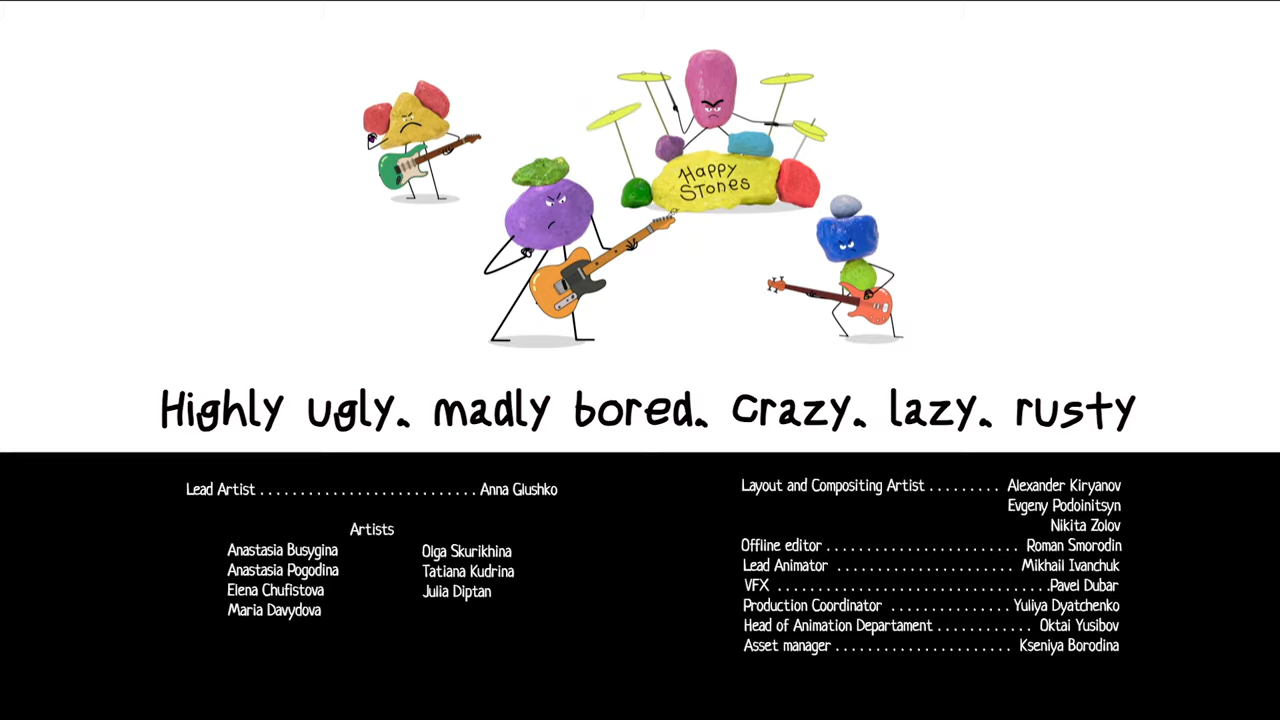 Happy
Stones
Highly ugly. madly bored. crazy. lazy. rusty
Lead Artist . . . . . . . . . . . . . . . . . . . . . . . . . . . Anna Glushko
Artists
Anastasia Busygina
Anastasia Pogodina
Elena Chufistova
Maria Davydova
Olga Skurikhina
Tatiana Kudrina
Julia Diptan
Layout and Compositing Artist . . . . . . . . . Alexander Kiryanov
Evgeny Podoinitsyn
Nikita Zolov
Offline editor . . . . . . . . . . . . . . . . . . . . . . . . Roman Smorodin
Lead Animator . . . . . . . . . . . . . . . . . . . . . . Mikhail Ivanchuk
VFX . . . . . . . . . . . . . . . . . . . . . . . . . . . . . . . . . .Pavel Dubar
Production Coordinator . . . . . . . . . . . . . . . Yuliya Dyatchenko
Head of Animation Departament . . . . . . . . . . . . Oktai Yusibov
Asset manager . . . . . . . . . . . . . . . . . . . . . . Kseniya Borodina